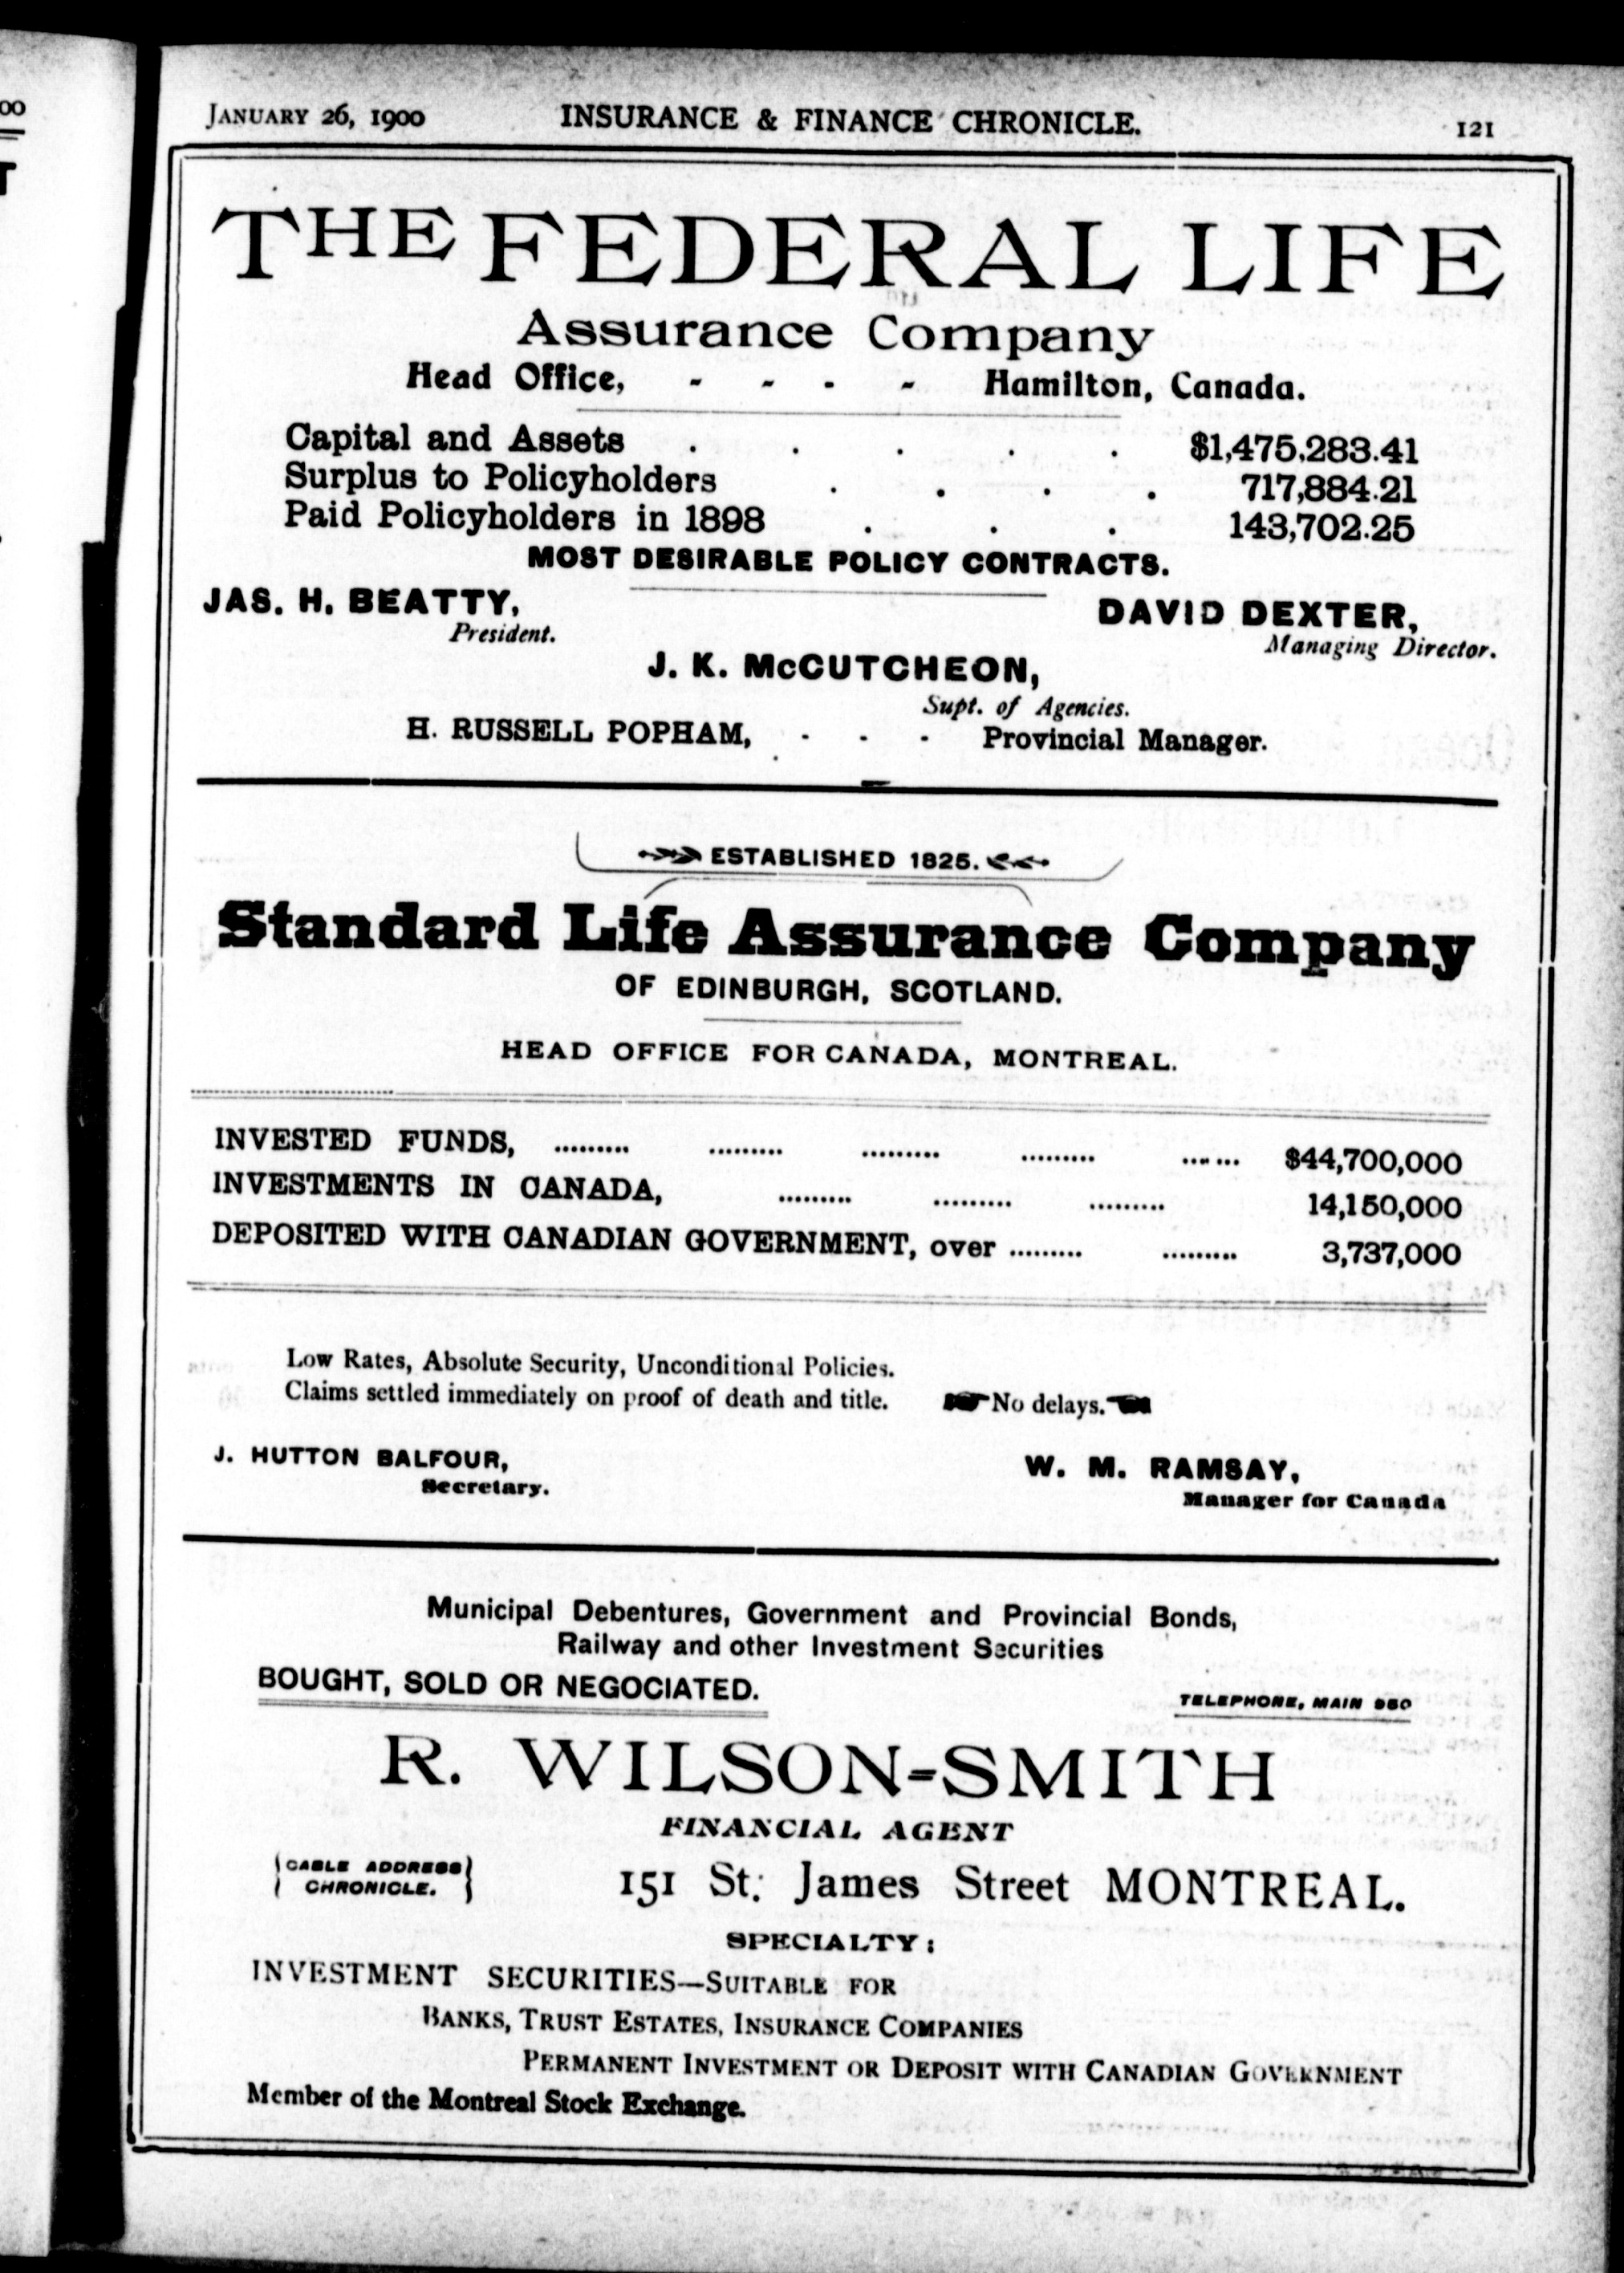 JANUARY 26, 1900 INSURANCE & FINANCE CHRONICLE. 121
THE FEDERAL LIFE
Assurance Company
Head Office, - - - - Hamilton, Canada.
Capital and Assets . . . . . $1,475,283.41
Surplus to Policyholders . . . . 717,884.21
Paid Policyholders in 1898 . . . 143,702.25
MOST DESIRABLE POLICY CONTRACTS.
JAS. H. BEATTY, DAVID DEXTER,
President. Managing Director.
J. K. McCUTCHEON,
Supt. of Agencies.
H. RUSSELL POPHAM, - - - Provincial Manager.
ESTABLISHED 1825.
Standard Life Assurance Company
OF EDINBURGH, SCOTLAND.
HEAD OFFICE FOR CANADA, MONTREAL.
INVESTED FUNDS, ......... ......... ......... ......... ....... $44,700,000
INVESTMENTS IN CANADA, ......... ......... ......... 14,150,000
DEPOSITED WITH CANADIAN GOVERNMENT, over ......... ......... 3,737,000
Low Rates, Absolute Security, Unconditional Policies.
Claims settled immediately on proof of death and title. No delays.
J. HUTTON BALFOUR, W. M. RAMSAY,
Secretary. Manager for Canada
Municipal Debentures, Government and Provincial Bonds,
Railway and other Investment Securities
BOUGHT, SOLD OR NEGOCIATED. TELEPHONE, MAIN
R. WILSON-SMITH
FINANCIAL AGENT
CABLE ADDRESS
CHRONICLE.
151 St. James Street MONTREAL.
SPECIALTY:
INVESTMENT SECURITIES—SUITABLE FOR
BANKS, TRUST ESTATES, INSURANCE COMPANIES
PERMANENT INVESTMENT OR DEPOSIT WITH CANADIAN GOVERNMENT
Member of the Montreal Stock Exchange.